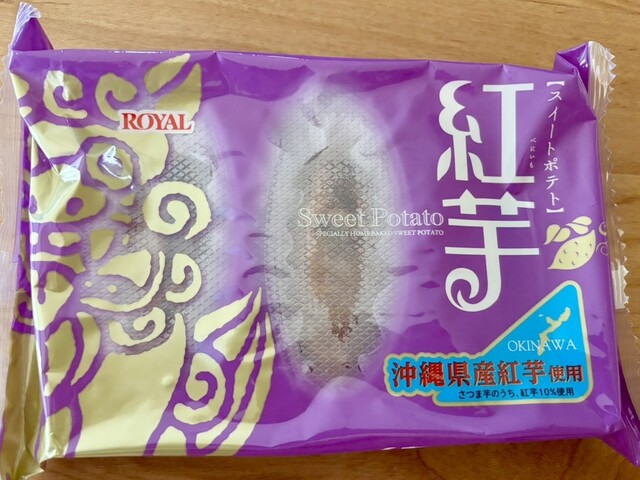 ROYAL
【スイートポテト】
紅芋
べにいも
Sweet Potato
SPECIALLY HOME BAKED SWEET POTATO
OKINAWA
沖縄県産紅芋使用
さつま芋のうち、紅芋10%使用